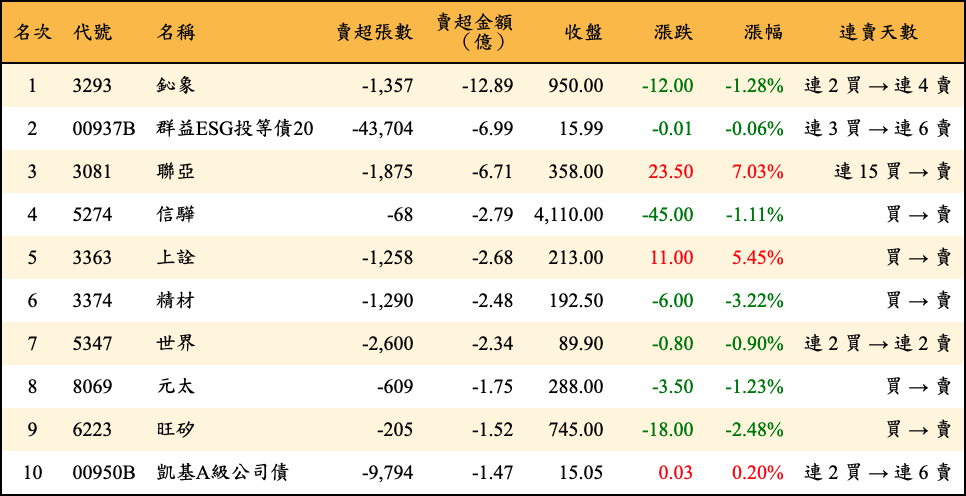 名次 代號 名稱 賣超張數 賣超金額（億） 收盤 漲跌 漲幅 連賣天數
1 3293 鈊象 -1,357 -12.89 950.00 -12.00 -1.28% 連 2 買 → 連 4 賣
2 00937B 群益ESG投等債20 -43,704 -6.99 15.99 -0.01 -0.06% 連 3 買 → 連 6 賣
3 3081 聯亞 -1,875 -6.71 358.00 23.50 7.03% 連 15 買 → 賣
4 5274 信驊 -68 -2.79 4,110.00 -45.00 -1.11% 買 → 賣
5 3363 上詮 -1,258 -2.68 213.00 11.00 5.45% 買 → 賣
6 3374 精材 -1,290 -2.48 192.50 -6.00 -3.22% 買 → 賣
7 5347 世界 -2,600 -2.34 89.90 -0.80 -0.90% 連 2 買 → 連 2 賣
8 8069 元太 -609 -1.75 288.00 -3.50 -1.23% 買 → 賣
9 6223 旺矽 -205 -1.52 745.00 -18.00 -2.48% 買 → 賣
10 00950B 凱基A級公司債 -9,794 -1.47 15.05 0.03 0.20% 連 2 買 → 連 6 賣